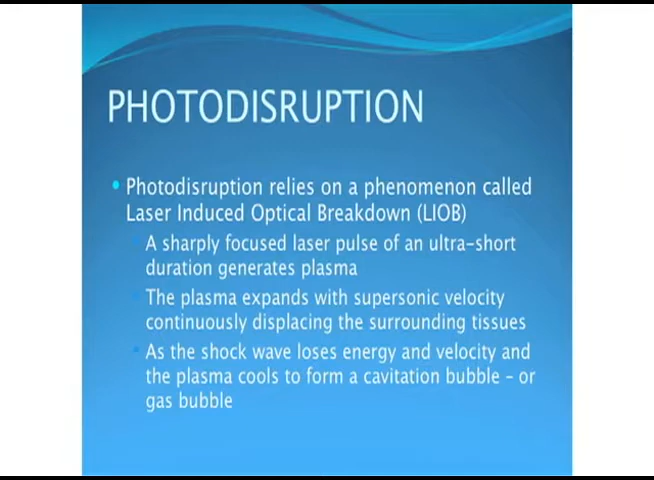 PHOTODISRUPTION
Photodisruption relies on a phenomenon called
Laser Induced Optical Breakdown (LIOB)
A sharply focused laser pulse of an ultra-short
duration generates plasma
The plasma expands with supersonic velocity
continuously displacing the surrounding tissues
As the shock wave loses energy and velocity and
the plasma cools to form a cavitation bubble – or
gas bubble